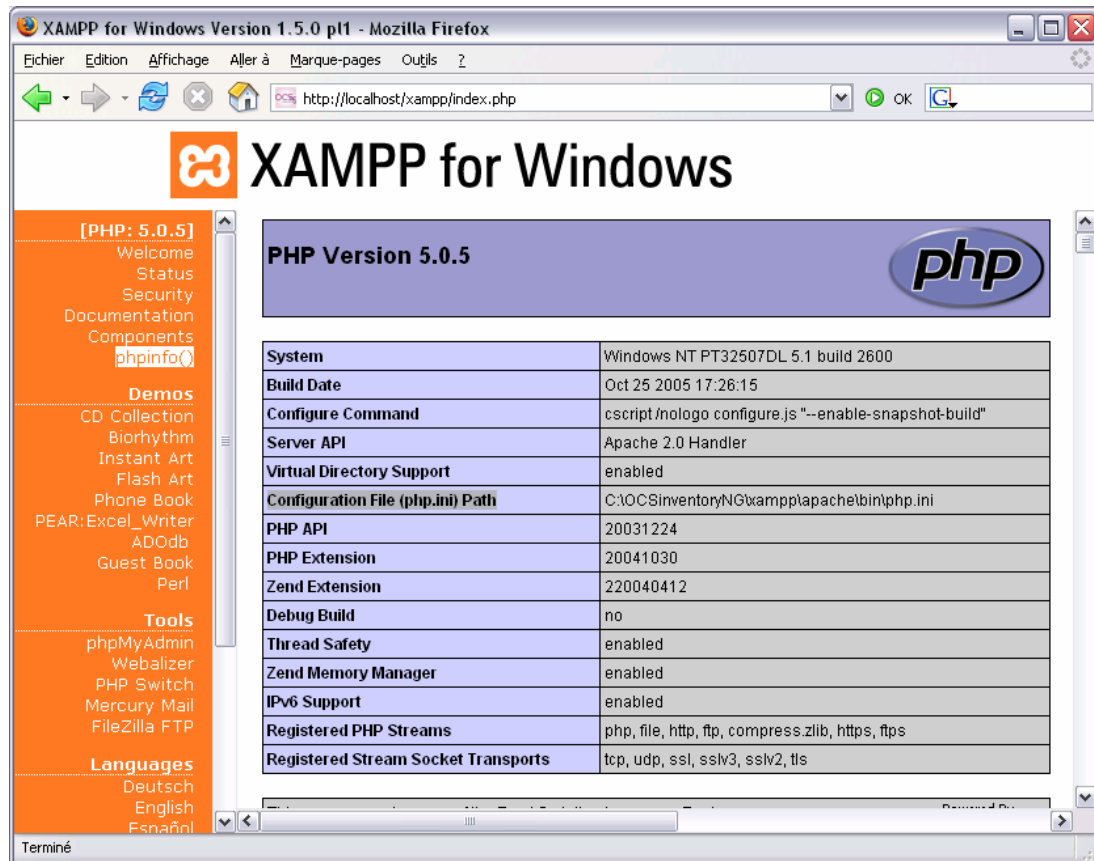 XAMPP for Windows Version 1.5.0 pl1 - Mozilla Firefox
Fichier Edition Affichage Aller à Marque-pages Outils ?
http://localhost/xampp/index.php OK G
XAMPP for Windows
[PHP: 5.0.5]
Welcome
Status
Security
Documentation
Components
phpinfo()
Demos
CD Collection
Biorhythm
Instant Art
Flash Art
Phone Book
PEAR:Excel_Writer
ADOdb
Guest Book
Perl
Tools
phpMyAdmin
Webalizer
PHP Switch
Mercury Mail
FileZilla FTP
Languages
Deutsch
English
Español
PHP Version 5.0.5
php
System Windows NT PT32507DL 5.1 build 2600
Build Date Oct 25 2005 17:26:15
Configure Command cscript /nologo configure.js "--enable-snapshot-build"
Server API Apache 2.0 Handler
Virtual Directory Support enabled
Configuration File (php.ini) Path C:\OCSinventoryNG\xampp\apache\bin\php.ini
PHP API 20031224
PHP Extension 20041030
Zend Extension 220040412
Debug Build no
Thread Safety enabled
Zend Memory Manager enabled
IPv6 Support enabled
Registered PHP Streams php, file, http, ftp, compress.zlib, https, ftps
Registered Stream Socket Transports tcp, udp, ssl, sslv3, sslv2, tls
Terminé